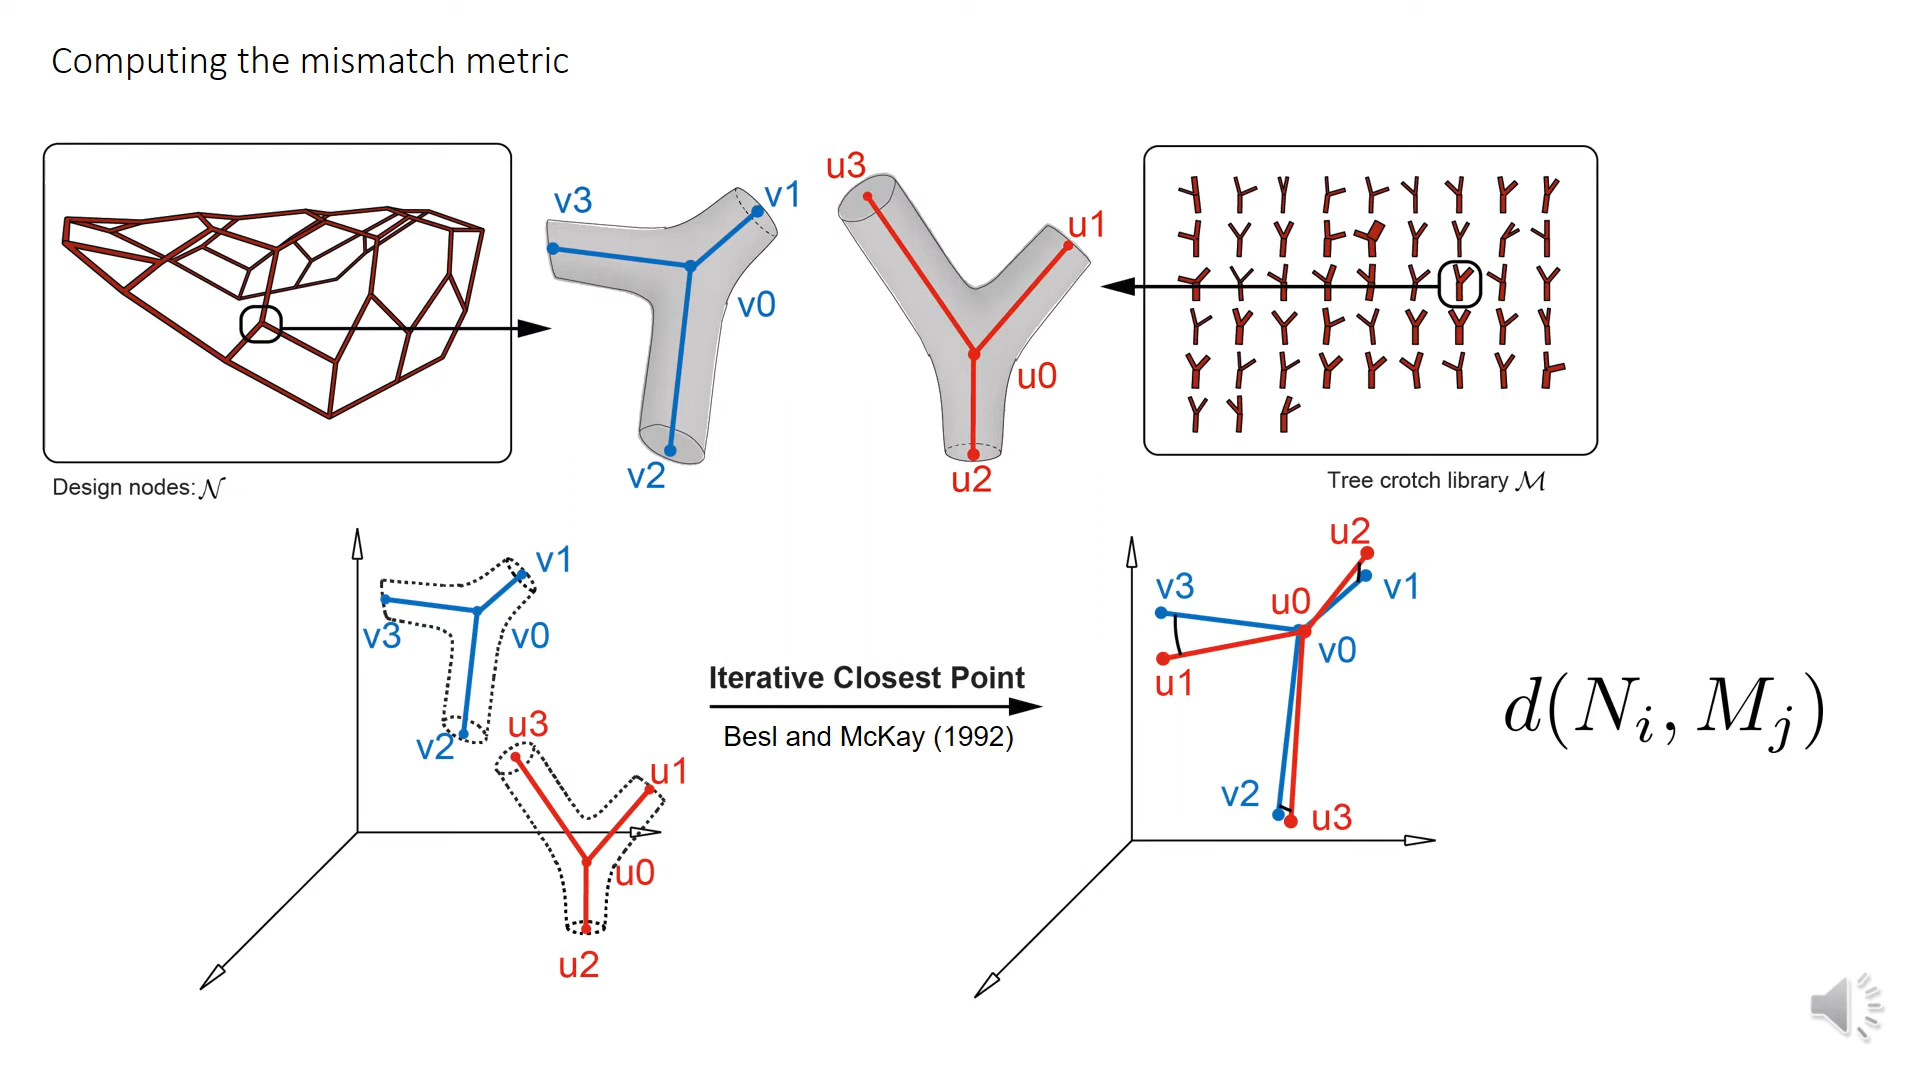 Computing the mismatch metric
v3
v1
v0
v2
u3
u1
u0
u2
Design nodes: 𝒩
Tree crotch library ℳ
v1
v3
v0
v2
u3
u1
u0
u2
Iterative Closest Point
Besl and McKay (1992)
u2
v3
v1
u0
v0
u1
v2
u3
d(Nᵢ, Mⱼ)